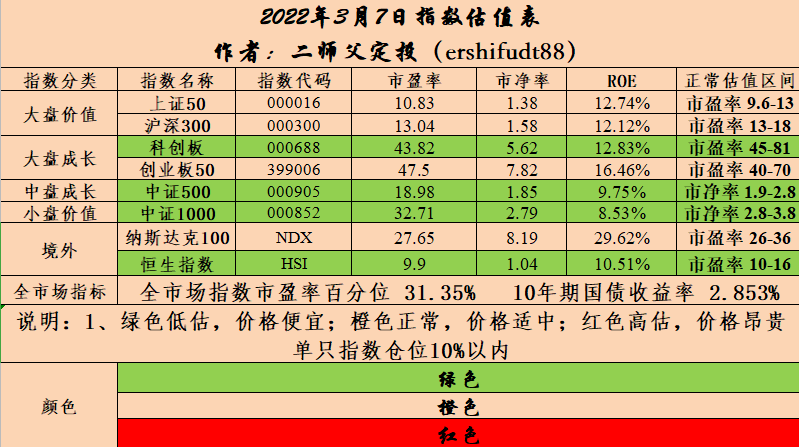 2022年3月7日指数估值表
作者：二师父定投（ershifudt88）
指数分类 指数名称 指数代码 市盈率 市净率 ROE 正常估值区间
大盘价值 上证50 000016 10.83 1.38 12.74% 市盈率 9.6-13
沪深300 000300 13.04 1.58 12.12% 市盈率 13-18
大盘成长 科创板 000688 43.82 5.62 12.83% 市盈率 45-81
创业板50 399006 47.5 7.82 16.46% 市盈率 40-70
中盘成长 中证500 000905 18.98 1.85 9.75% 市净率 1.9-2.8
小盘价值 中证1000 000852 32.71 2.79 8.53% 市净率 2.8-3.8
境外 纳斯达克100 NDX 27.65 8.19 29.62% 市盈率 26-36
恒生指数 HSI 9.9 1.04 10.51% 市盈率 10-16
全市场指标 全市场指数市盈率百分位 31.35% 10年期国债收益率 2.853%
说明：1、绿色低估，价格便宜；橙色正常，价格适中；红色高估，价格昂贵
单只指数仓位10%以内
颜色 绿色
橙色
红色